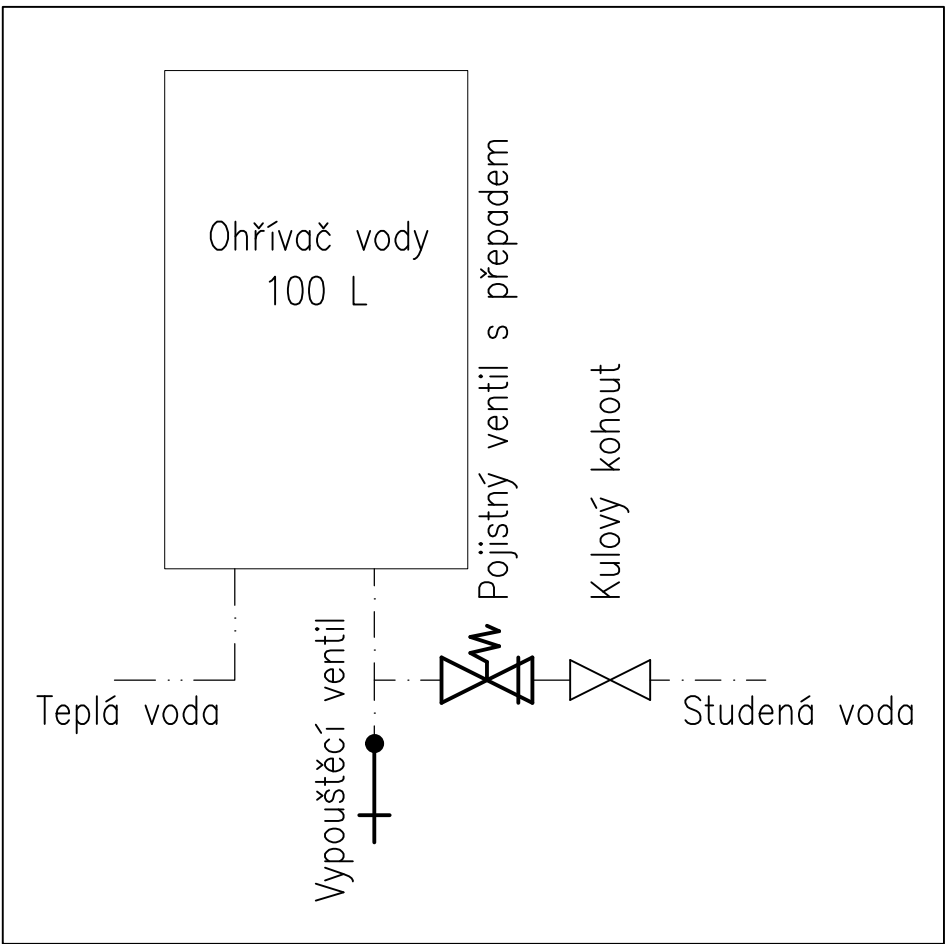 Ohřívač vody
100 L
Pojistný ventil s přepadem
Kulový kohout
Vypouštěcí ventil
Teplá voda
Studená voda